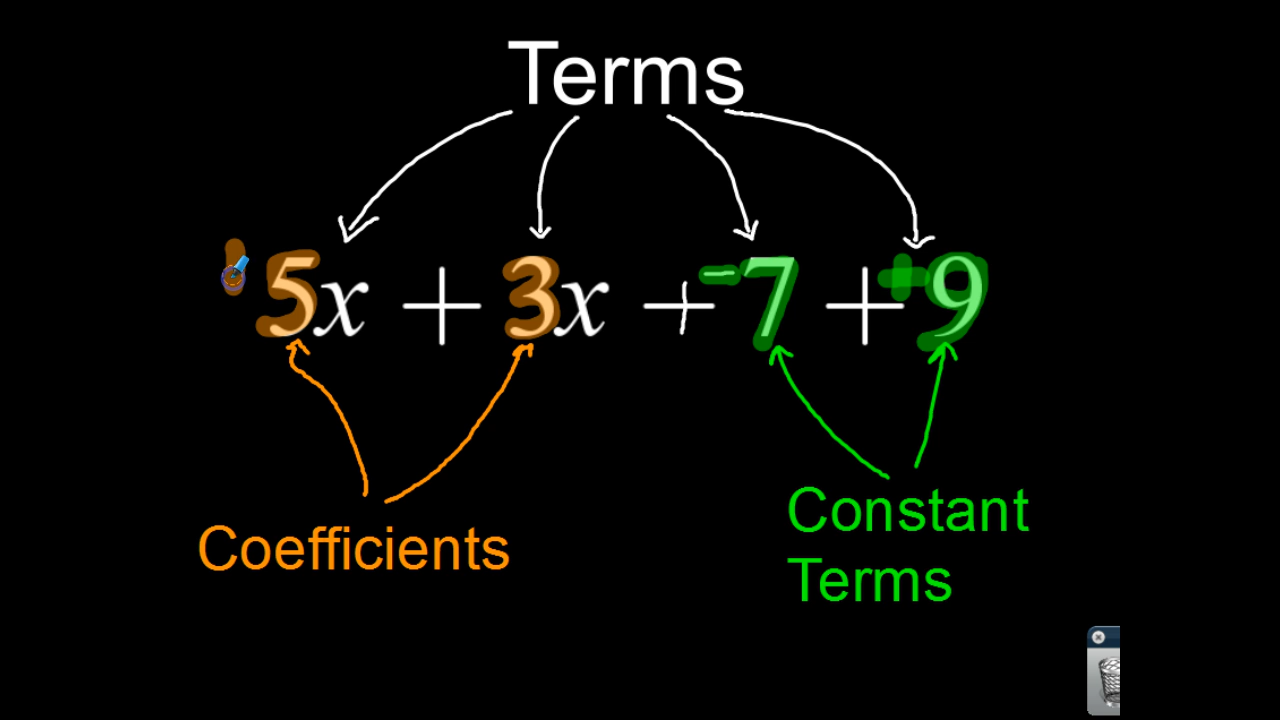 Terms
5x + 3x + -7 + +9
Coefficients
Constant
Terms